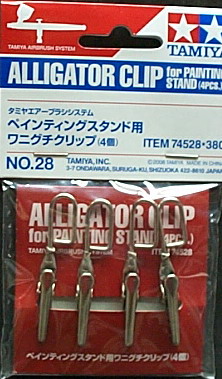 TAMIYA AIRBRUSH SYSTEM
TAMIYA
ALLIGATOR CLIP for PAINTING STAND (4PCS.)
タミヤエアーブラシシステム
ペインティングスタンド用
ワニグチクリップ(4個)
ITEM 74528・380
NO.28
TAMIYA, INC.
3-7 ONDAWARA, SURUGA-KU, SHIZUOKA 422-8610 JAPAN
ALLIGATOR CLIP
for PAINTING STAND (4PCS.)
TAMIYA AIRBRUSH SYSTEM
74528
ペインティングスタンド用ワニグチクリップ(4個)